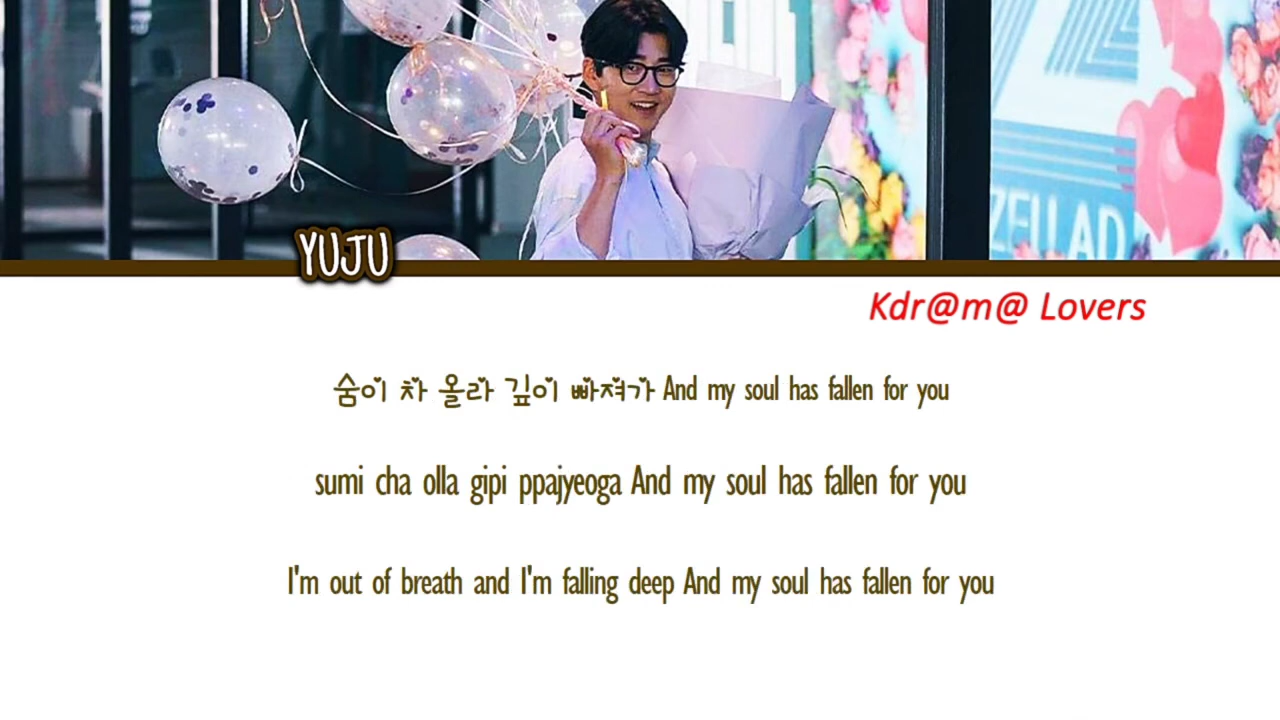 ZELLAD
YUJU
Kdr@m@ Lovers
숨이 차 올라 깊이 빠져가 And my soul has fallen for you
sumi cha olla gipi ppajyeoga And my soul has fallen for you
I'm out of breath and I'm falling deep And my soul has fallen for you